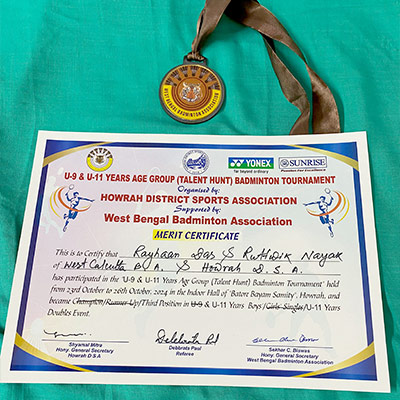 WEST BENGAL BADMINTON ASSOCIATION
YONEX SUNRISE
U-9 & U-11 YEARS AGE GROUP (TALENT HUNT) BADMINTON TOURNAMENT
Organised by:
HOWRAH DISTRICT SPORTS ASSOCIATION
Supported by:
West Bengal Badminton Association
MERIT CERTIFICATE
This is to Certify that Rayhaan Das & Ruthwik Nayak
of West Calcutta B.A. & Howrah D.S.A.
has participated in the 'U-9 & U-11 Years Age Group (Talent Hunt) Badminton Tournament' held
from 23rd October to 26th October, 2024 in the Indoor Hall of 'Bator Bayam Samity', Howrah, and
became Champion/Runner-Up/Third Position in U-9 & U-11 Years Boys/Girls Singles/U-11 Years
Doubles Event.
Debbrata Pal
Shyamal Mitra
Hony. General Secretary
Howrah D S A
Debbrata Paul
Referee
Sekhar C. Biswas
Hony. General Secretary
West Bengal Badminton Association